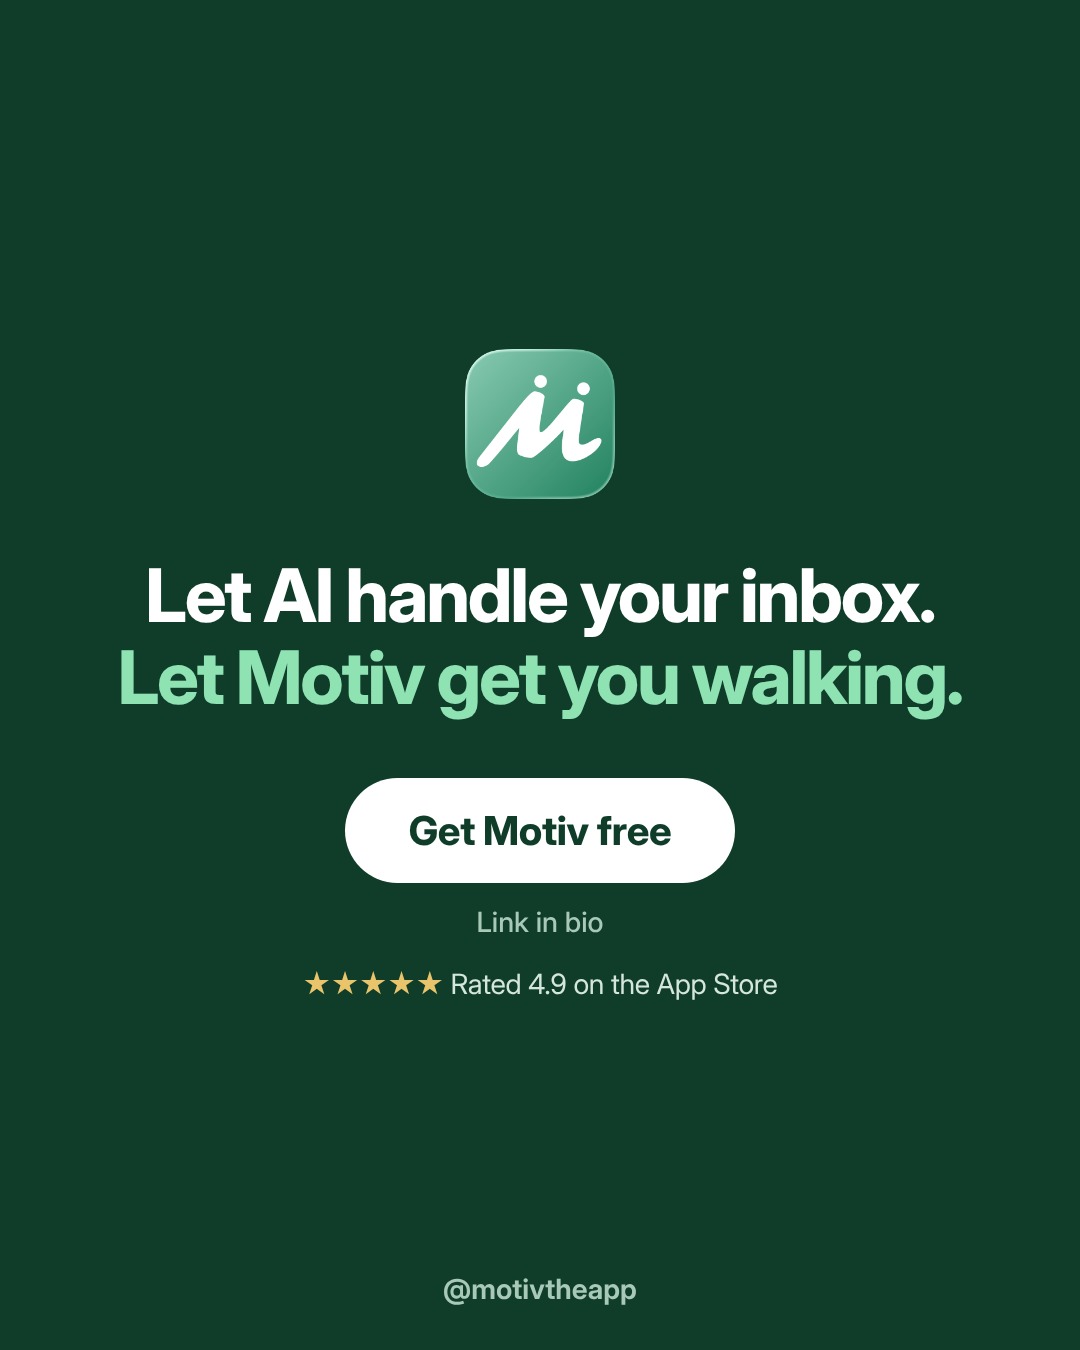 Let AI handle your inbox.
Let Motiv get you walking.
Get Motiv free
Link in bio
★★★★★ Rated 4.9 on the App Store
@motivtheapp